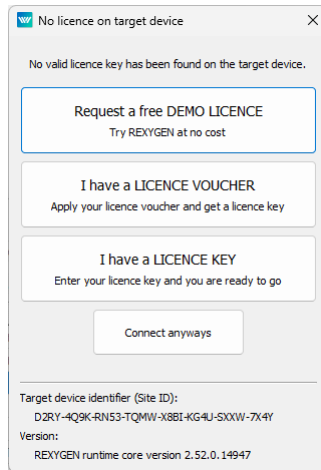 No licence on target device
No valid licence key has been found on the target device.
Request a free DEMO LICENCE
Try REXYGEN at no cost
I have a LICENCE VOUCHER
Apply your licence voucher and get a licence key
I have a LICENCE KEY
Enter your licence key and you are ready to go
Connect anyways
Target device identifier (Site ID):
D2RY-4Q9K-RN53-TQMW-X8BI-KG4U-SXXW-7X4Y
Version:
REXYGEN runtime core version 2.52.0.14947